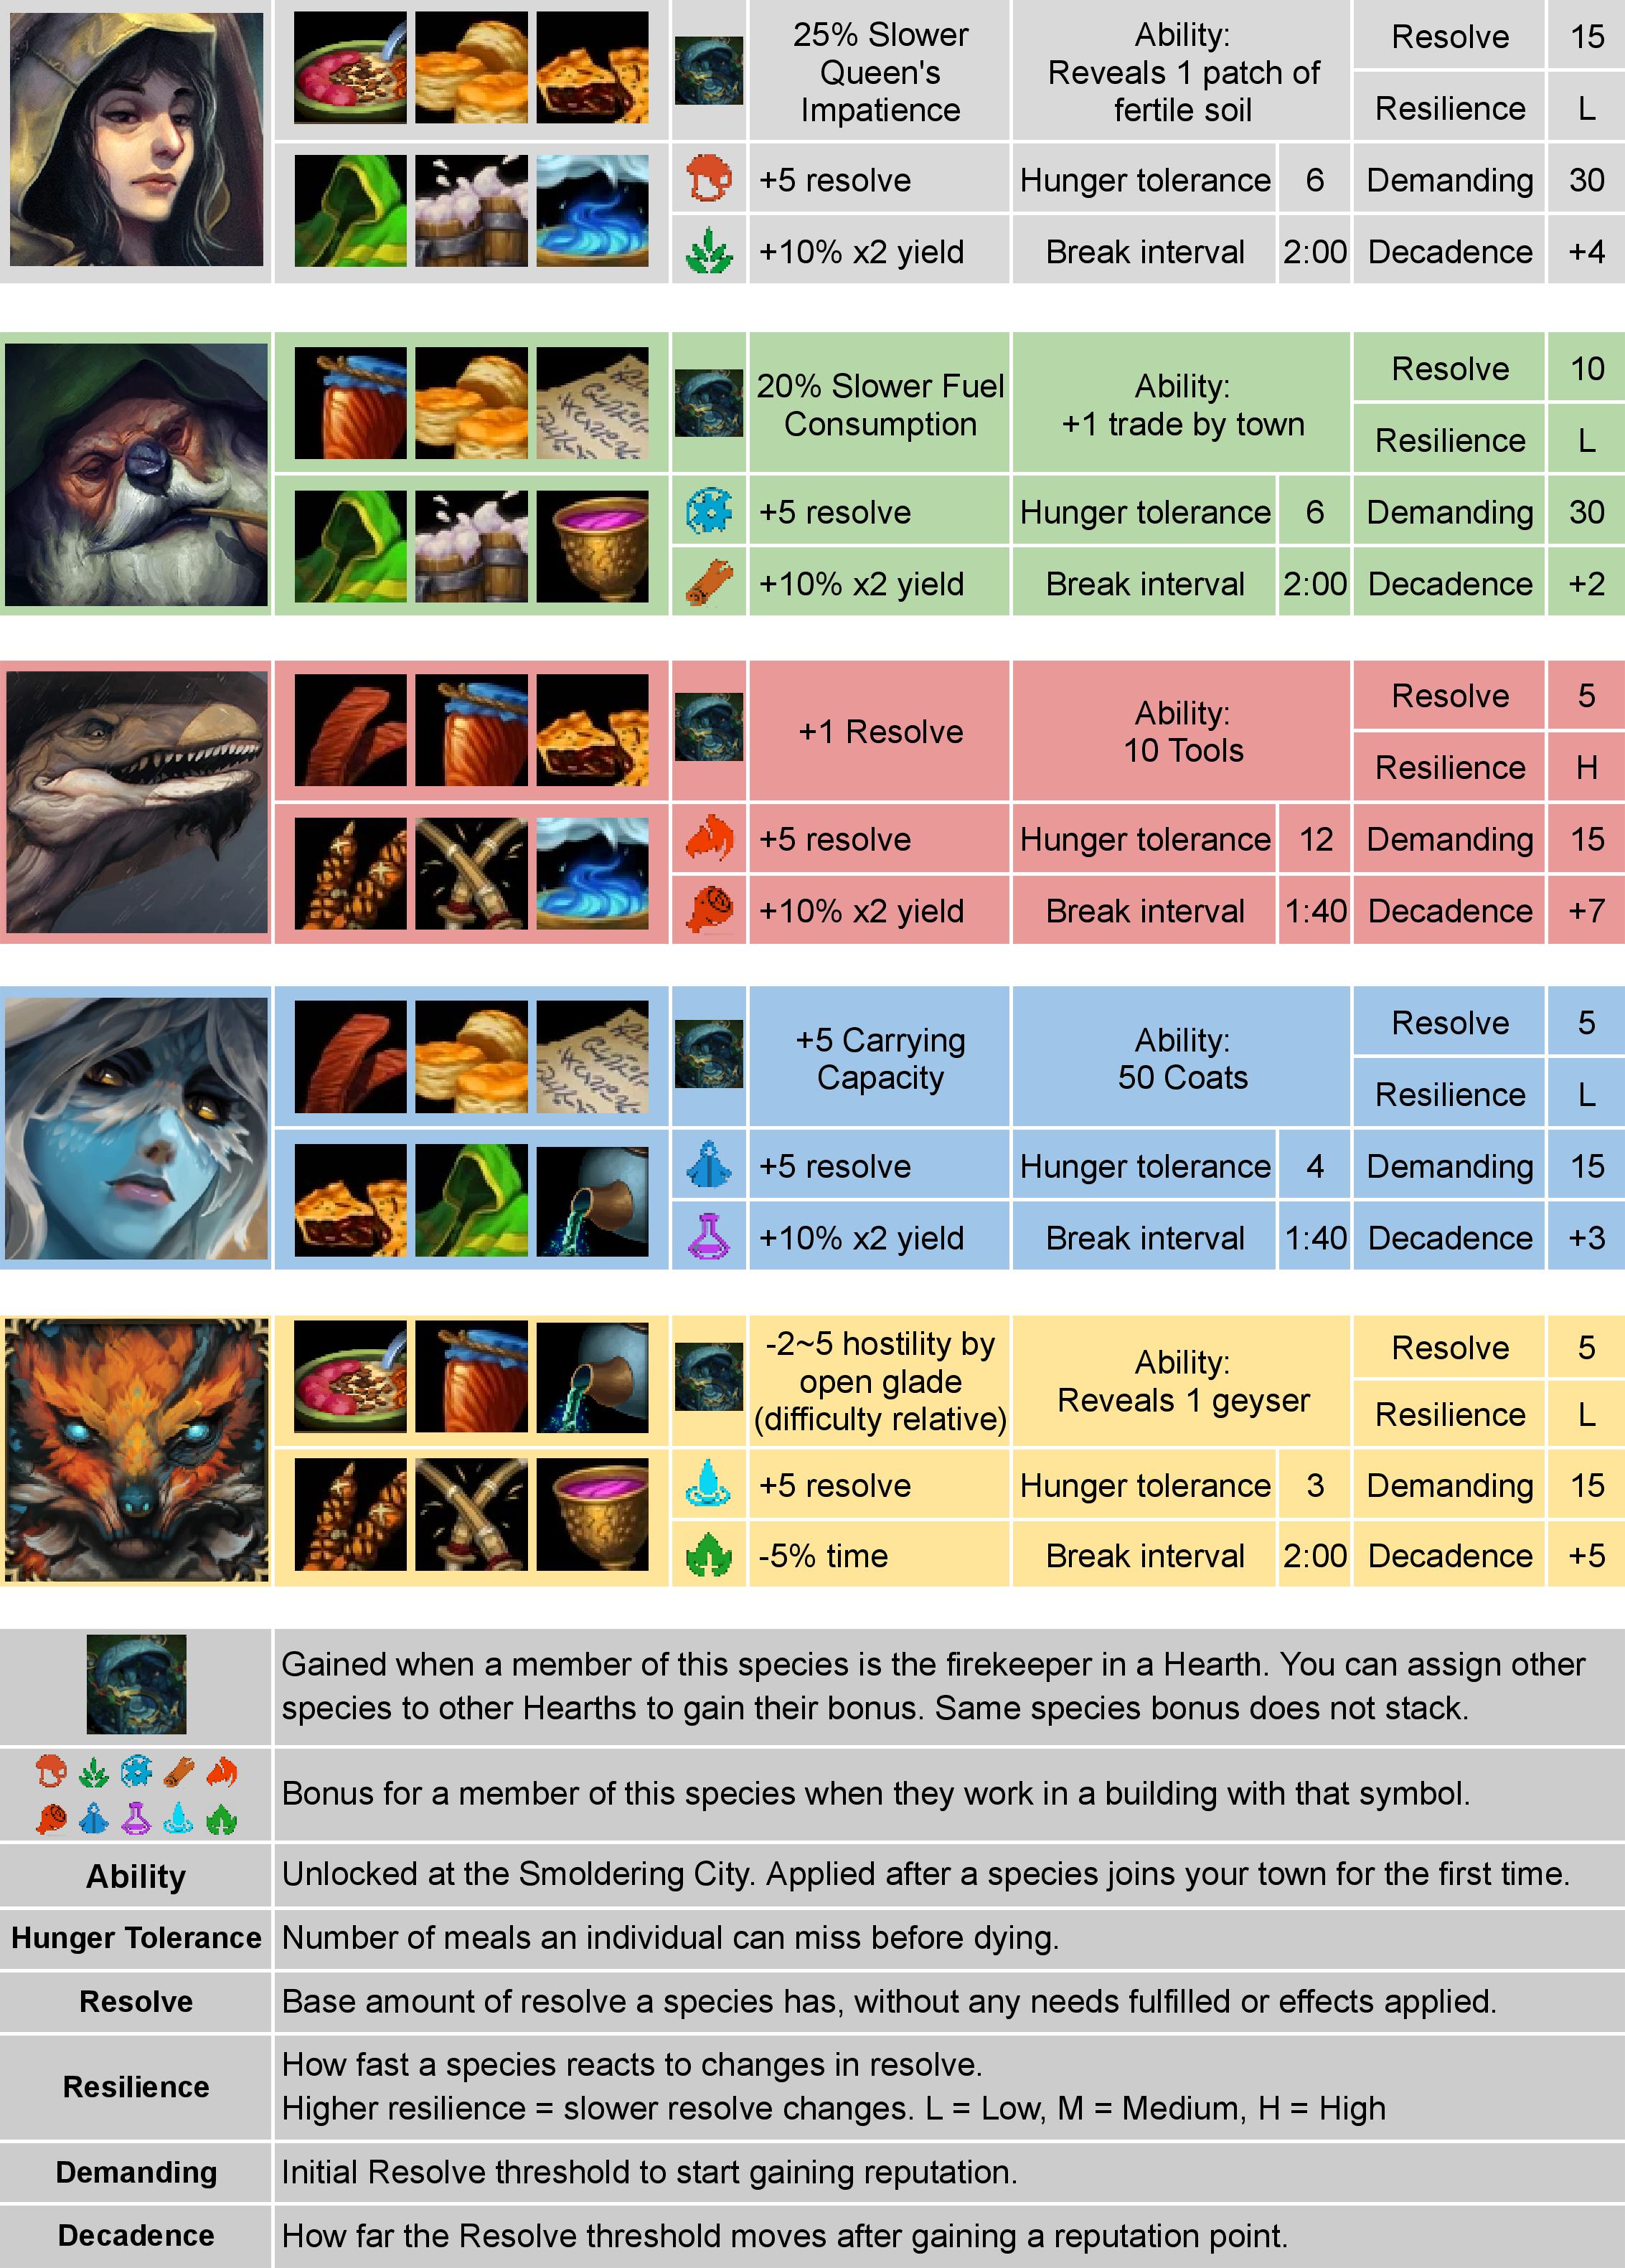 25% Slower
Queen's
Impatience
Ability:
Reveals 1 patch of
fertile soil
Resolve 15
Resilience L
+5 resolve Hunger tolerance 6 Demanding 30
+10% x2 yield Break interval 2:00 Decadence +4
20% Slower Fuel
Consumption
Ability:
+1 trade by town
Resolve 10
Resilience L
+5 resolve Hunger tolerance 6 Demanding 30
+10% x2 yield Break interval 2:00 Decadence +2
+1 Resolve
Ability:
10 Tools
Resolve 5
Resilience H
+5 resolve Hunger tolerance 12 Demanding 15
+10% x2 yield Break interval 1:40 Decadence +7
+5 Carrying
Capacity
Ability:
50 Coats
Resolve 5
Resilience L
+5 resolve Hunger tolerance 4 Demanding 15
+10% x2 yield Break interval 1:40 Decadence +3
-2~5 hostility by
open glade
(difficulty relative)
Ability:
Reveals 1 geyser
Resolve 5
Resilience L
+5 resolve Hunger tolerance 3 Demanding 15
-5% time Break interval 2:00 Decadence +5
Gained when a member of this species is the firekeeper in a Hearth. You can assign other
species to other Hearths to gain their bonus. Same species bonus does not stack.
Bonus for a member of this species when they work in a building with that symbol.
Ability Unlocked at the Smoldering City. Applied after a species joins your town for the first time.
Hunger Tolerance Number of meals an individual can miss before dying.
Resolve Base amount of resolve a species has, without any needs fulfilled or effects applied.
Resilience
How fast a species reacts to changes in resolve.
Higher resilience = slower resolve changes. L = Low, M = Medium, H = High
Demanding Initial Resolve threshold to start gaining reputation.
Decadence How far the Resolve threshold moves after gaining a reputation point.